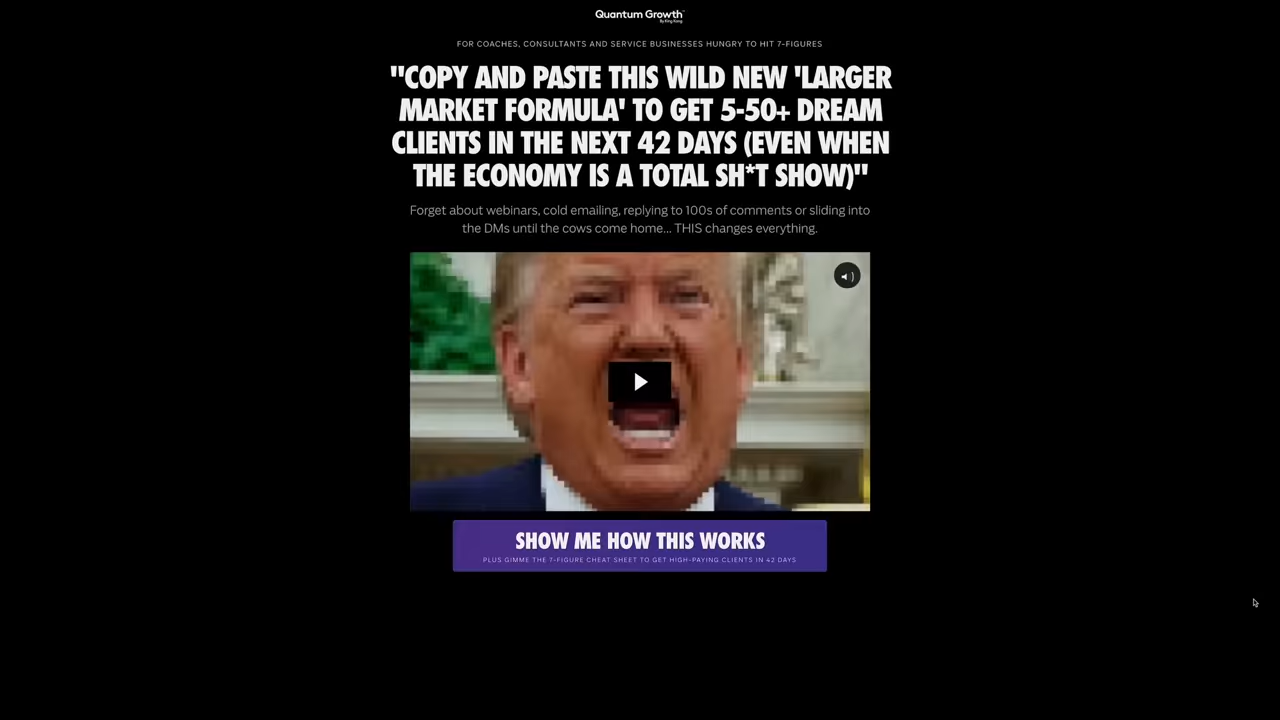 Quantum Growth™
By King Kong
FOR COACHES, CONSULTANTS AND SERVICE BUSINESSES HUNGRY TO HIT 7-FIGURES
"COPY AND PASTE THIS WILD NEW 'LARGER
MARKET FORMULA' TO GET 5-50+ DREAM
CLIENTS IN THE NEXT 42 DAYS (EVEN WHEN
THE ECONOMY IS A TOTAL SH*T SHOW)"
Forget about webinars, cold emailing, replying to 100s of comments or sliding into
the DMs until the cows come home... THIS changes everything.
SHOW ME HOW THIS WORKS
PLUS GIMME THE 7-FIGURE CHEAT SHEET TO GET HIGH-PAYING CLIENTS IN 42 DAYS